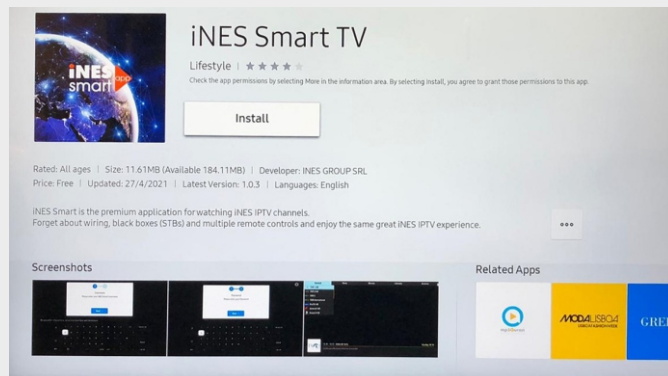 iNES Smart TV
Lifestyle
Check the app permissions by selecting More in the information area. By selecting install, you agree to grant those permissions to this app.
iNES app
smart
Install
Rated: All ages | Size: 11.61MB (Available 184.11MB) | Developer: INES GROUP SRL
Price: Free | Updated: 27/4/2021 | Latest Version: 1.0.3 | Languages: English
iNES Smart is the premium application for watching iNES IPTV channels.
Forget about wiring, black boxes (STBs) and multiple remote controls and enjoy the same great iNES IPTV experience.
Screenshots
Related Apps
MODALISBOA